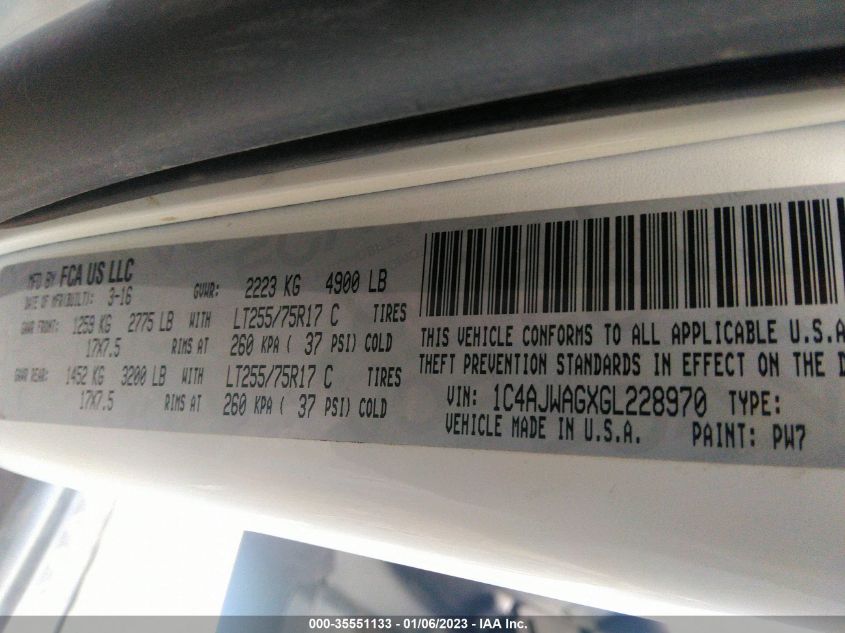 MFD BY FCA US LLC
DATE OF MFR(BUILT): 3-16 GVWR: 2223 KG 4900 LB
GAWR FRONT: 1259 KG 2775 LB WITH LT255/75R17 C TIRES
17X7.5 RIMS AT 260 KPA ( 37 PSI) COLD
GAWR REAR: 1452 KG 3200 LB WITH LT255/75R17 C TIRES
17X7.5 RIMS AT 260 KPA ( 37 PSI) COLD
THIS VEHICLE CONFORMS TO ALL APPLICABLE U.S.A
THEFT PREVENTION STANDARDS IN EFFECT ON THE D
VIN: 1C4AJWAGXGL228970 TYPE:
VEHICLE MADE IN U.S.A. PAINT: PW7
000-35551133 - 01/06/2023 - IAA Inc.